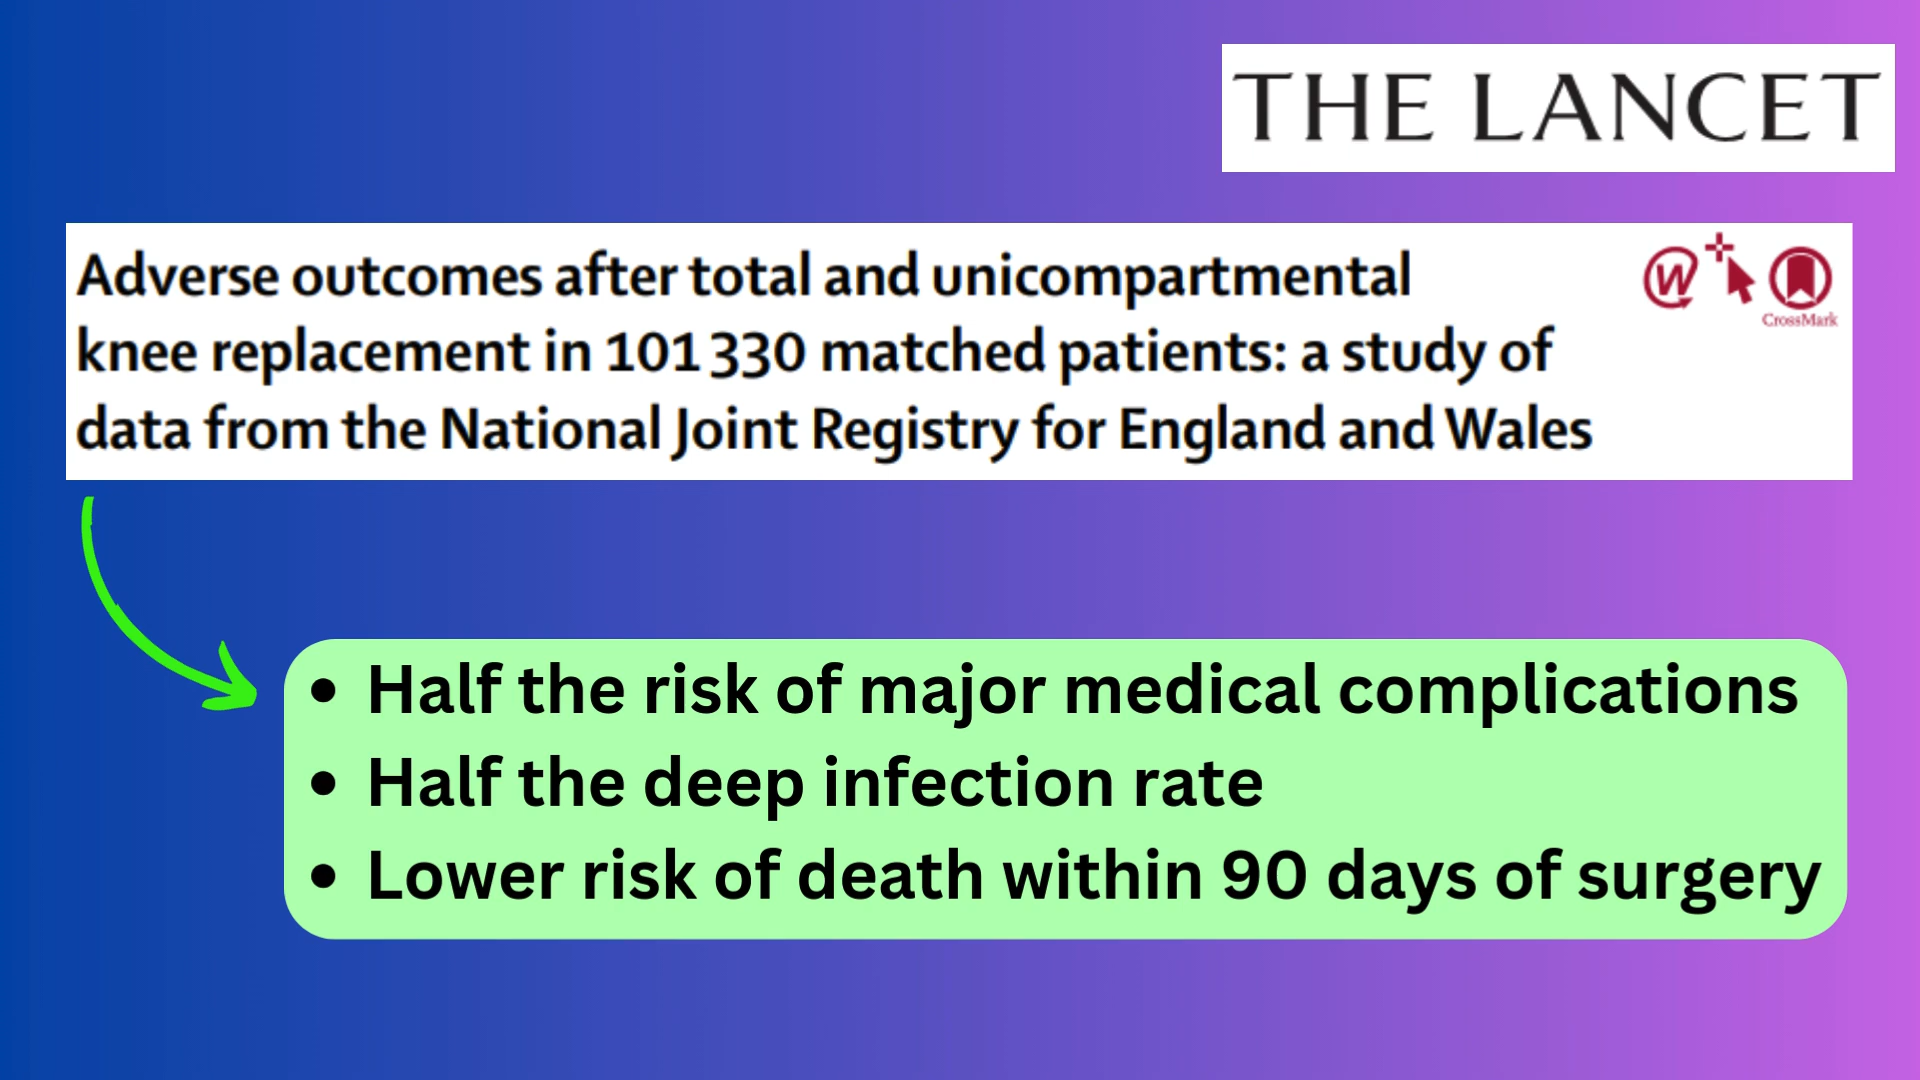 THE LANCET
Adverse outcomes after total and unicompartmental
knee replacement in 101 330 matched patients: a study of
data from the National Joint Registry for England and Wales
W
CrossMark
• Half the risk of major medical complications
• Half the deep infection rate
• Lower risk of death within 90 days of surgery